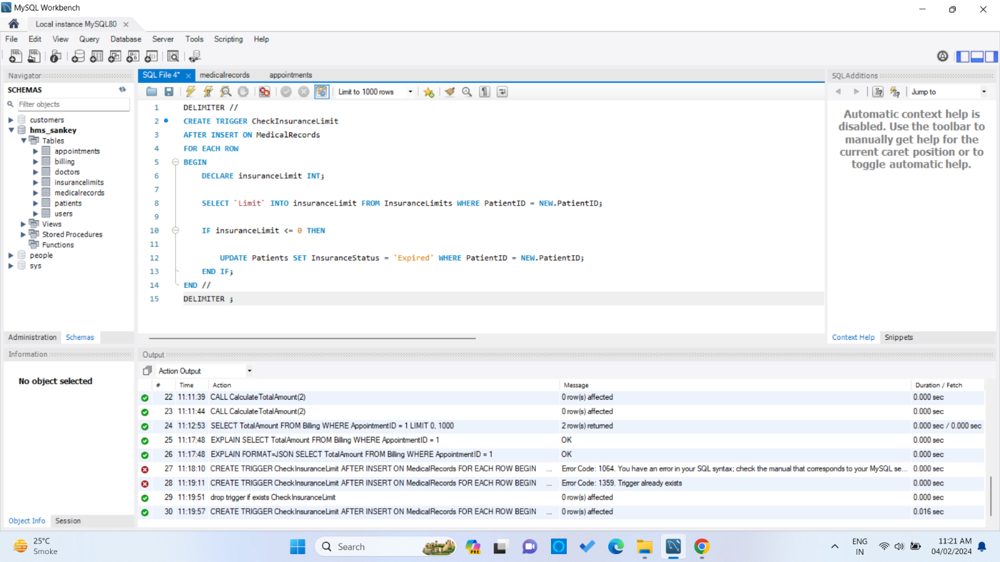 MySQL Workbench
Local instance MySQL80 ×
File Edit View Query Database Server Tools Scripting Help
Navigator
SCHEMAS
Filter objects
customers
hms_sankey
Tables
appointments
billing
doctors
insurancelimits
medicalrecords
patients
users
Views
Stored Procedures
Functions
people
sys
Administration Schemas
Information
No object selected
Object Info Session
SQL File 4* × medicalrecords appointments
Limit to 1000 rows
1 DELIMITER //
2 CREATE TRIGGER CheckInsuranceLimit
3 AFTER INSERT ON MedicalRecords
4 FOR EACH ROW
5 BEGIN
6 DECLARE insuranceLimit INT;
7
8 SELECT `Limit` INTO insuranceLimit FROM InsuranceLimits WHERE PatientID = NEW.PatientID;
9
10 IF insuranceLimit <= 0 THEN
11
12 UPDATE Patients SET InsuranceStatus = 'Expired' WHERE PatientID = NEW.PatientID;
13 END IF;
14 END //
15 DELIMITER ;
SQLAdditions
Jump to
Automatic context help is
disabled. Use the toolbar to
manually get help for the
current caret position or to
toggle automatic help.
Context Help Snippets
Output
Action Output
# Time Action Message Duration / Fetch
22 11:11:39 CALL CalculateTotalAmount(2) 0 row(s) affected 0.000 sec
23 11:11:44 CALL CalculateTotalAmount(2) 0 row(s) affected 0.000 sec
24 11:12:53 SELECT TotalAmount FROM Billing WHERE AppointmentID = 1 LIMIT 0, 1000 2 row(s) returned 0.000 sec / 0.000 sec
25 11:17:48 EXPLAIN SELECT TotalAmount FROM Billing WHERE AppointmentID = 1 OK 0.000 sec
26 11:17:48 EXPLAIN FORMAT=JSON SELECT TotalAmount FROM Billing WHERE AppointmentID = 1 OK 0.000 sec
27 11:18:10 CREATE TRIGGER CheckInsuranceLimit AFTER INSERT ON MedicalRecords FOR EACH ROW BEGIN ... Error Code: 1064. You have an error in your SQL syntax; check the manual that corresponds to your MySQL se... 0.000 sec
28 11:19:11 CREATE TRIGGER CheckInsuranceLimit AFTER INSERT ON MedicalRecords FOR EACH ROW BEGIN ... Error Code: 1359. Trigger already exists 0.000 sec
29 11:19:51 drop trigger if exists CheckInsuranceLimit 0 row(s) affected 0.000 sec
30 11:19:57 CREATE TRIGGER CheckInsuranceLimit AFTER INSERT ON MedicalRecords FOR EACH ROW BEGIN ... 0 row(s) affected 0.016 sec
25°C
Smoke
Search
PRE
ENG
IN
11:21 AM
04/02/2024